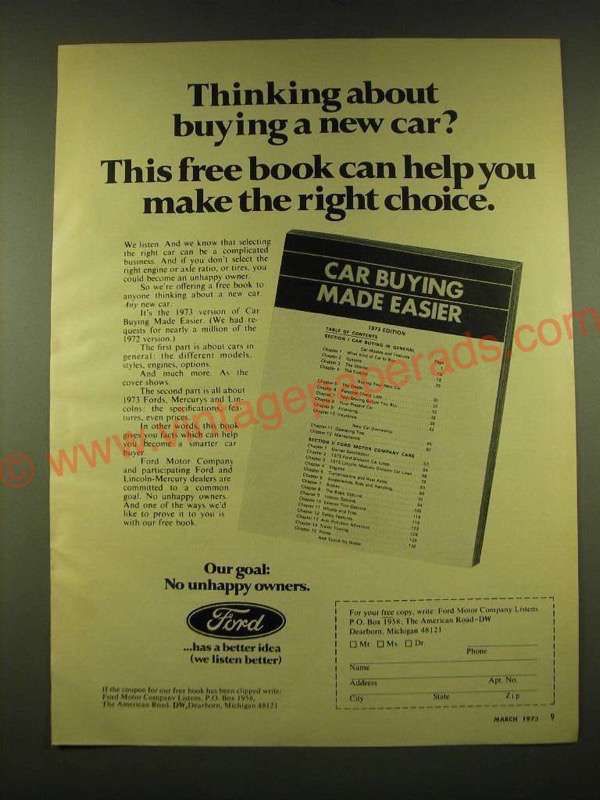 Thinking about
buying a new car?
This free book can help you
make the right choice.
We listen. And we know that selecting
the right car can be a complicated
business. And if you don't select the
right engine or axle ratio, or tires, you
could become an unhappy owner.
So we're offering a free book to
anyone thinking about a new car.
Any new car.
It's the 1973 version of Car
Buying Made Easier. (We had re-
quests for nearly a million of the
1972 version.)
The first part is about cars in
general: the different models,
styles, engines, options.
And much more. As the
cover shows.
The second part is all about
1973 Fords, Mercurys and Lin-
colns: the specifications, fea-
tures, even prices.
In other words, this book
can help
you become a smarter car
buyer.
Ford Motor Company
and participating Ford and
Lincoln-Mercury dealers are
committed to a common
goal. No unhappy owners.
And one of the ways we'd
like to prove it to you is
with our free book.
CAR BUYING
MADE EASIER
1973 EDITION
TABLE OF CONTENTS
SECTION I CAR BUYING IN GENERAL
SECTION II FORD MOTOR COMPANY CARS
Our goal:
No unhappy owners.
Ford
...has a better idea
(we listen better)
If the coupon for our free book has been clipped write:
Ford Motor Company Listens, P.O. Box 1958,
The American Road-DW, Dearborn, Michigan 48121
For your free copy, write: Ford Motor Company Listens
P.O. Box 1958, The American Road-DW
Dearborn, Michigan 48121
Mr. Ms. Dr.
Phone
Name
Address Apt. No.
City State Zip
MARCH 1973 9
www.vintagepaperads.com